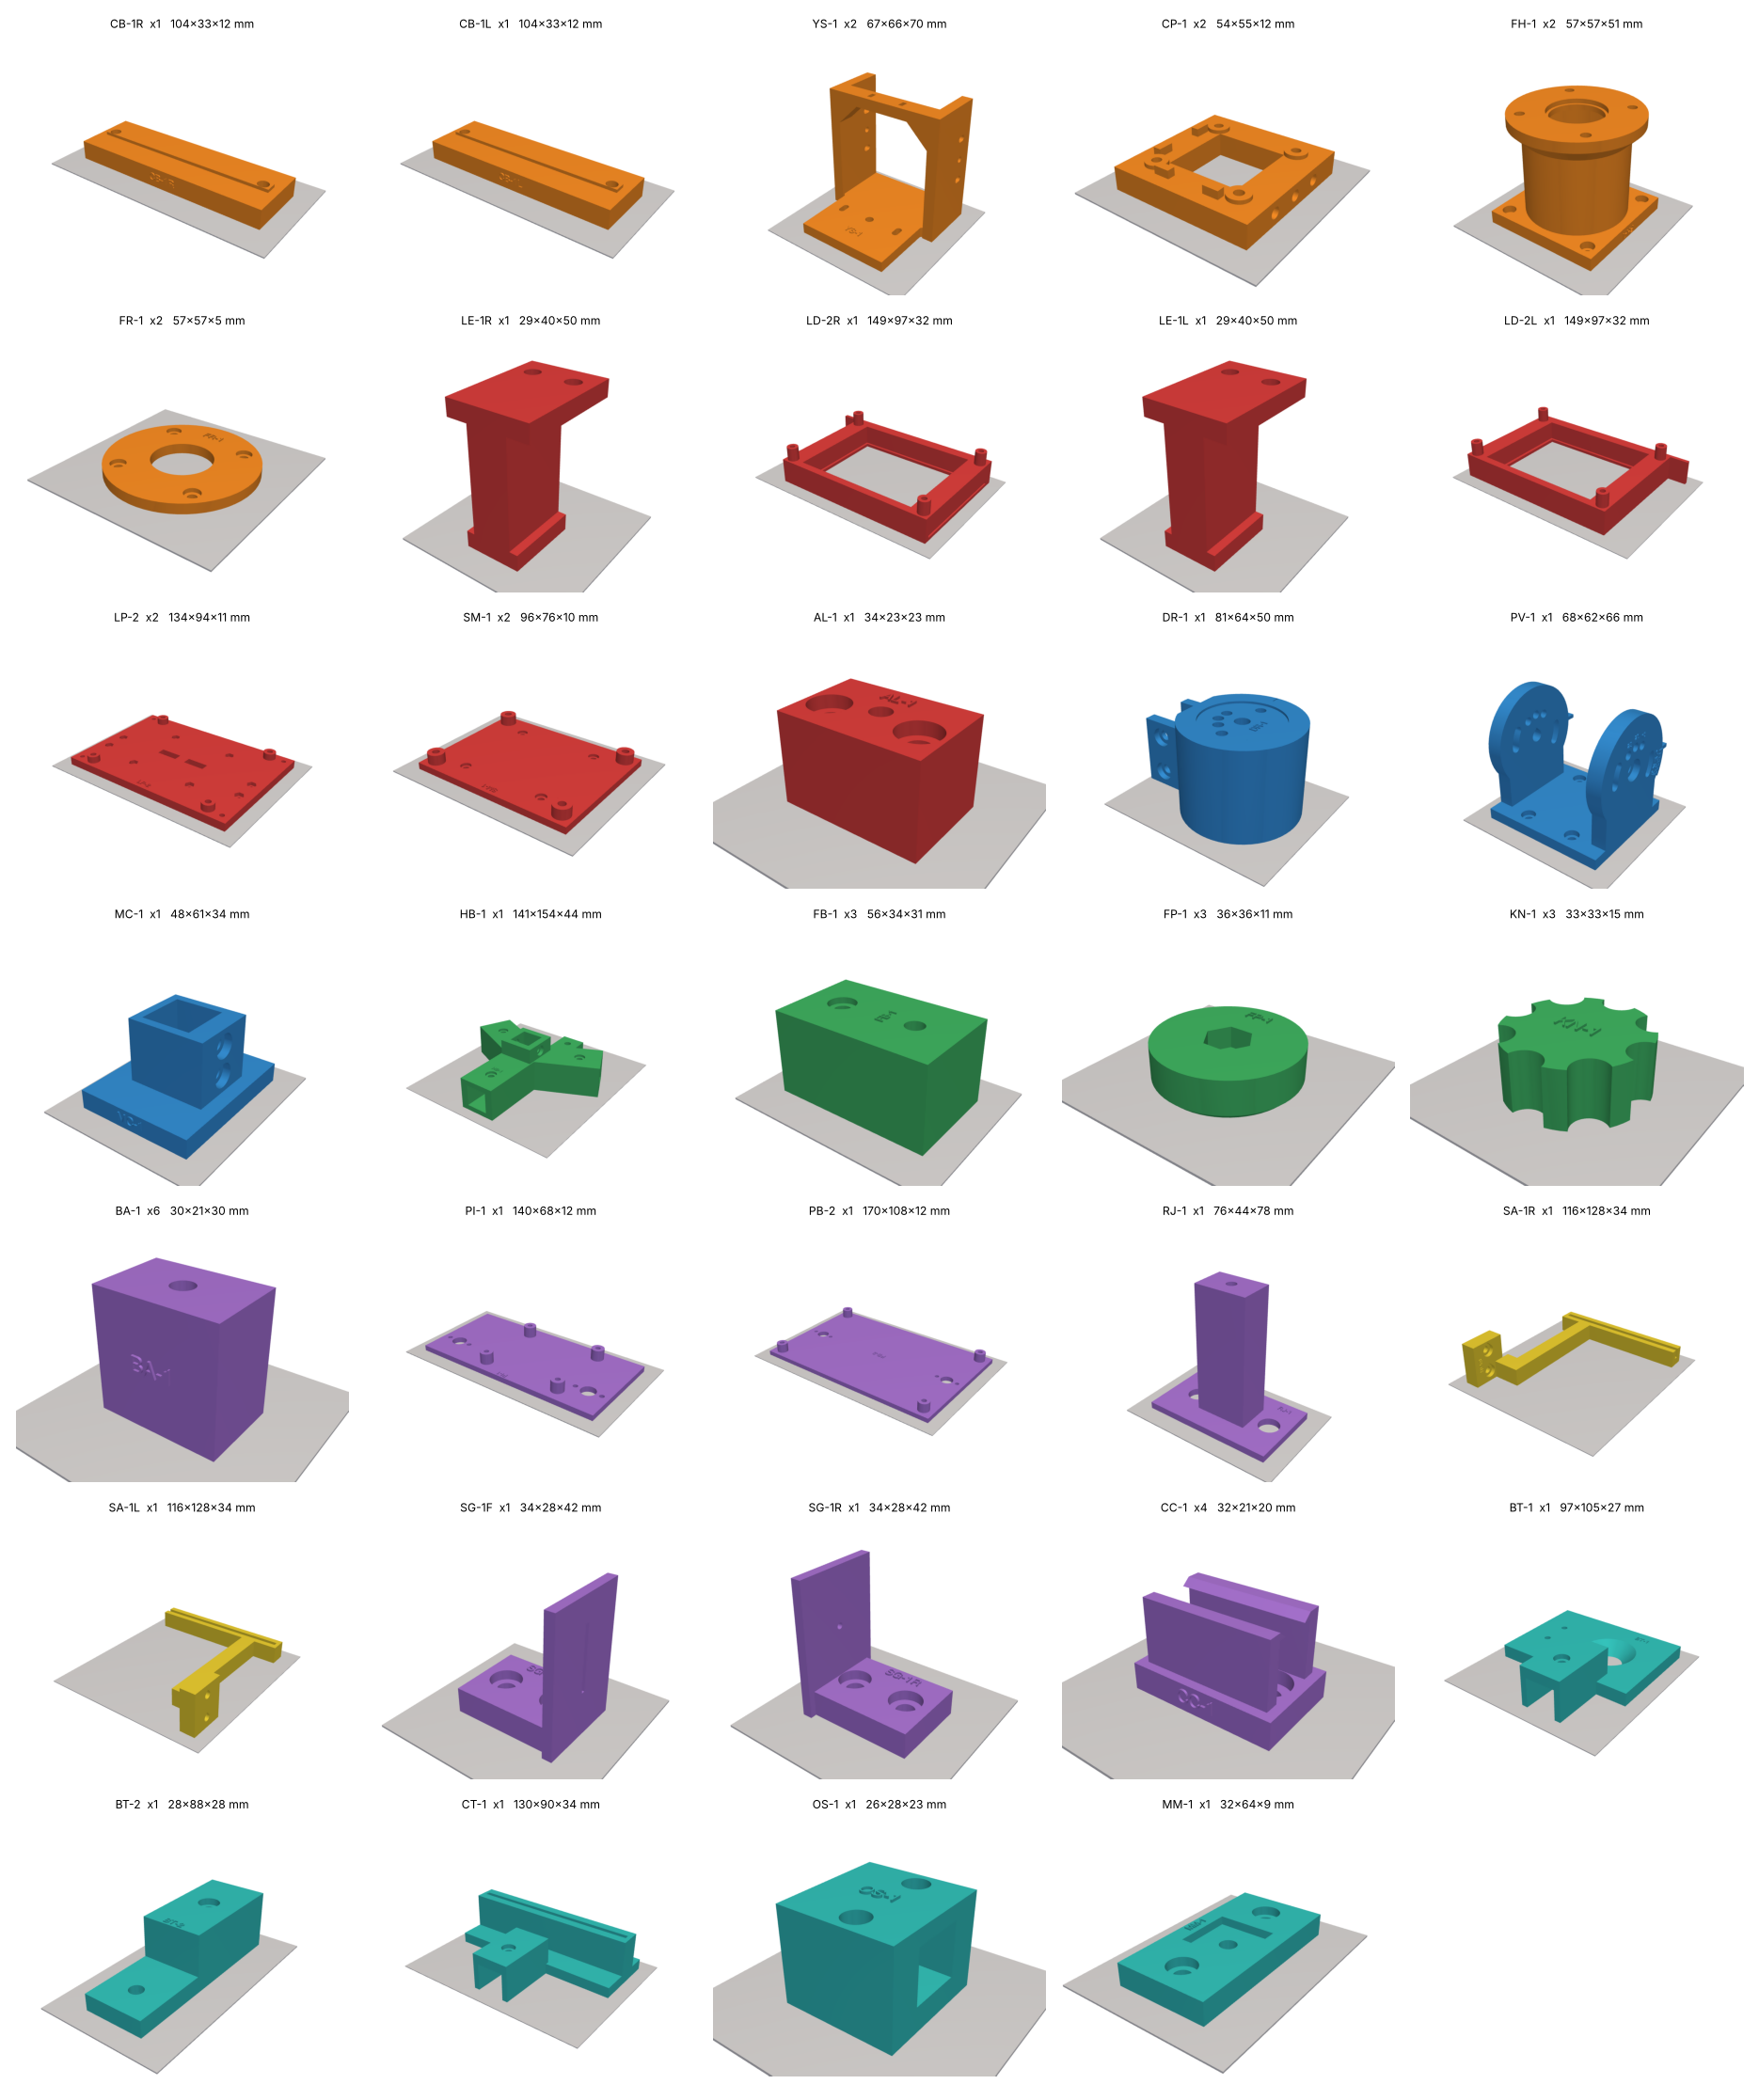 CB-1R x1 104×33×12 mm
CB-1L x1 104×33×12 mm
YS-1 x2 67×66×70 mm
CP-1 x2 54×55×12 mm
FH-1 x2 57×57×51 mm
FR-1 x2 57×57×5 mm
LE-1R x1 29×40×50 mm
LD-2R x1 149×97×32 mm
LE-1L x1 29×40×50 mm
LD-2L x1 149×97×32 mm
FR-1
LP-2 x2 134×94×11 mm
SM-1 x2 96×76×10 mm
AL-1 x1 34×23×23 mm
DR-1 x1 81×64×50 mm
PV-1 x1 68×62×66 mm
AL-1
MC-1 x1 48×61×34 mm
HB-1 x1 141×154×44 mm
FB-1 x3 56×34×31 mm
FP-1 x3 36×36×11 mm
KN-1 x3 33×33×15 mm
FP-1
KN-1
BA-1 x6 30×21×30 mm
PI-1 x1 140×68×12 mm
PB-2 x1 170×108×12 mm
RJ-1 x1 76×44×78 mm
SA-1R x1 116×128×34 mm
SA-1L x1 116×128×34 mm
SG-1F x1 34×28×42 mm
SG-1R x1 34×28×42 mm
CC-1 x4 32×21×20 mm
BT-1 x1 97×105×27 mm
SG-1R
BT-2 x1 28×88×28 mm
CT-1 x1 130×90×34 mm
OS-1 x1 26×28×23 mm
MM-1 x1 32×64×9 mm
OS-1